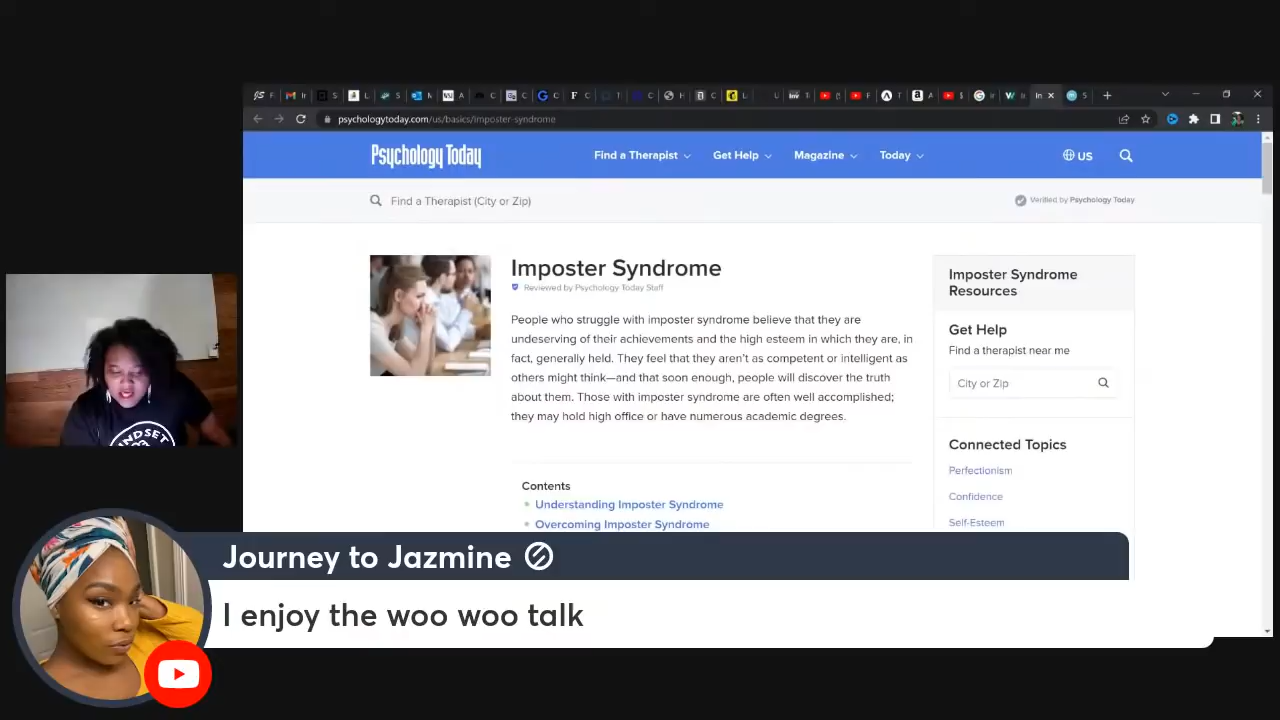 psychologytoday.com/us/basics/imposter-syndrome
Psychology Today
Find a Therapist
Get Help
Magazine
Today
US
Find a Therapist (City or Zip)
Verified by Psychology Today
Imposter Syndrome
Reviewed by Psychology Today Staff
People who struggle with imposter syndrome believe that they are
undeserving of their achievements and the high esteem in which they are, in
fact, generally held. They feel that they aren't as competent or intelligent as
others might think—and that soon enough, people will discover the truth
about them. Those with imposter syndrome are often well accomplished;
they may hold high office or have numerous academic degrees.
Contents
Understanding Imposter Syndrome
Overcoming Imposter Syndrome
Imposter Syndrome
Resources
Get Help
Find a therapist near me
City or Zip
Connected Topics
Perfectionism
Confidence
Self-Esteem
Journey to Jazmine
I enjoy the woo woo talk